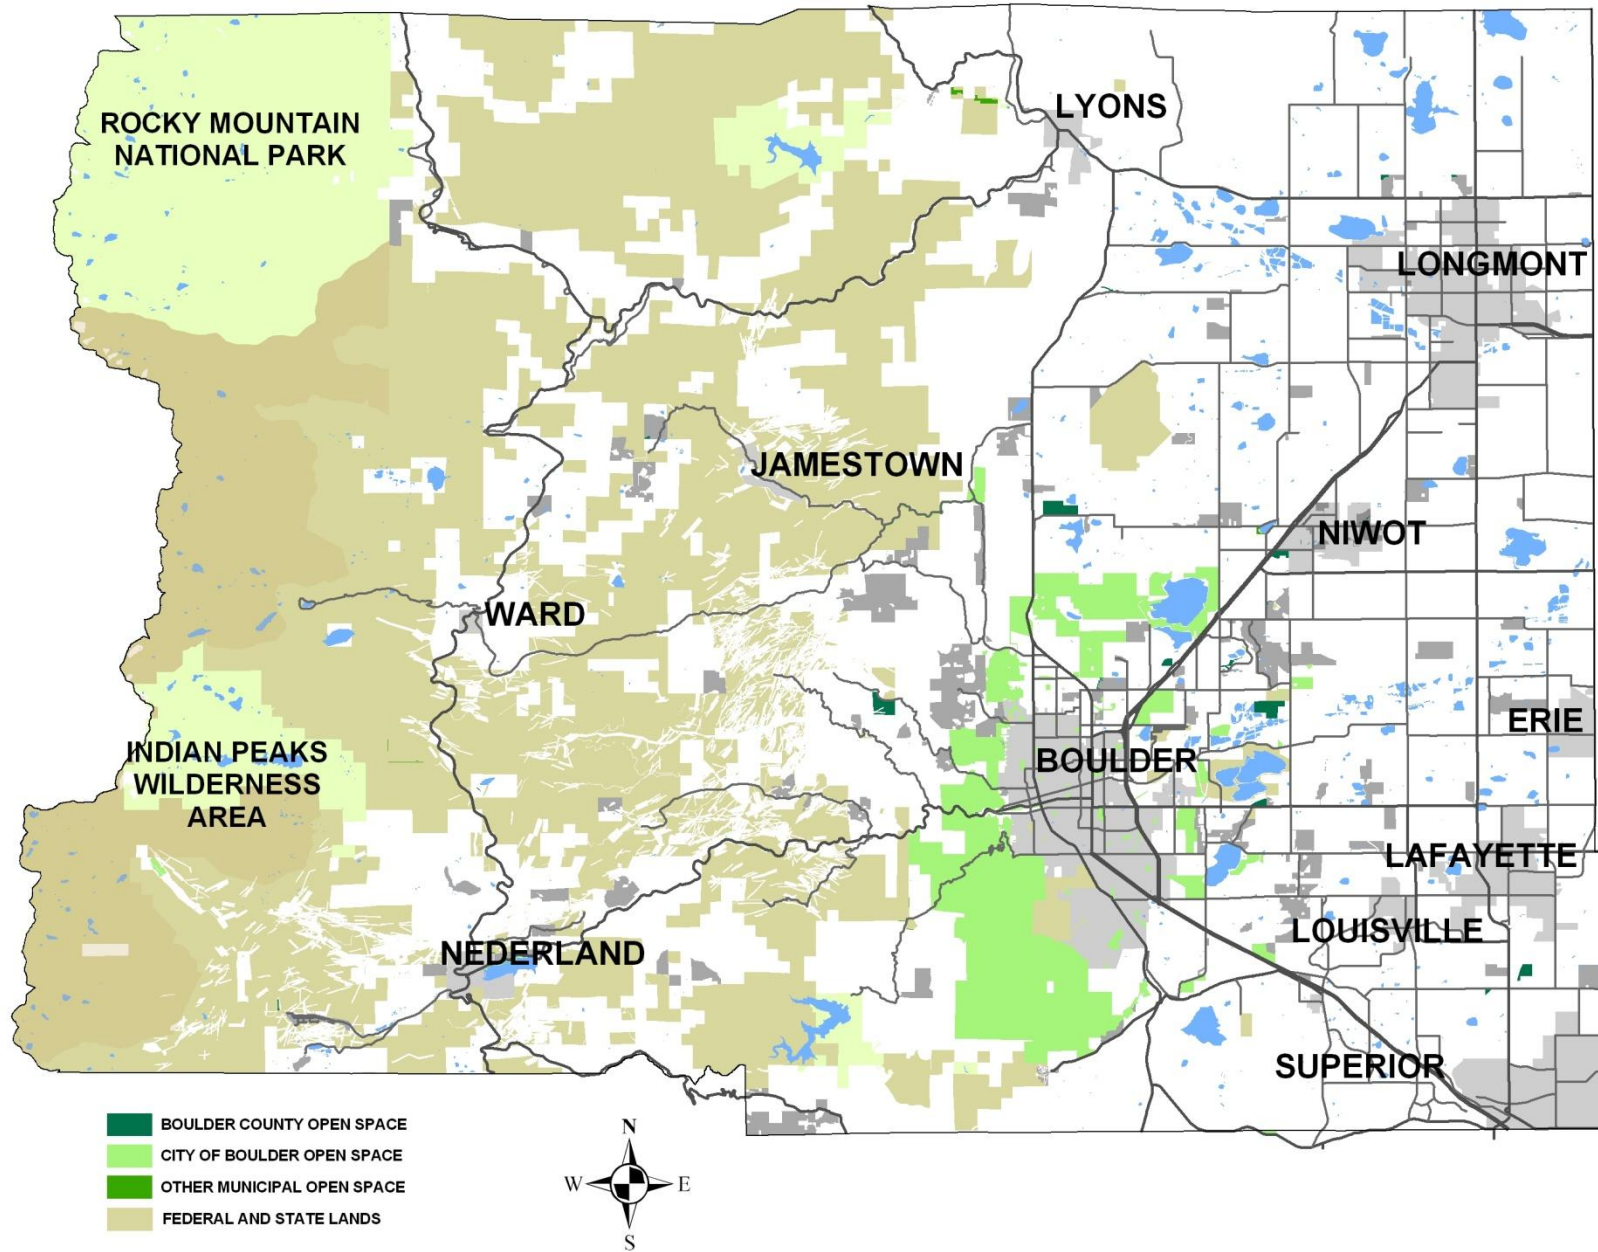 ROCKY MOUNTAIN
NATIONAL PARK
LYONS
LONGMONT
JAMESTOWN
NIWOT
WARD
ERIE
INDIAN PEAKS
WILDERNESS
AREA
BOULDER
LAFAYETTE
LOUISVILLE
NEDERLAND
SUPERIOR
BOULDER COUNTY OPEN SPACE
CITY OF BOULDER OPEN SPACE
OTHER MUNICIPAL OPEN SPACE
FEDERAL AND STATE LANDS
N
W E
S